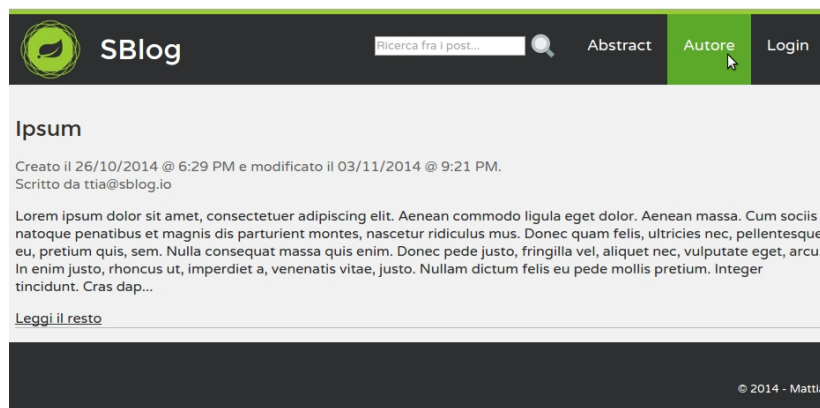 SBlog
Ricerca fra i post...
Abstract
Autore
Login
Ipsum
Creato il 26/10/2014 @ 6:29 PM e modificato il 03/11/2014 @ 9:21 PM.
Scritto da ttia@sblog.io
Lorem ipsum dolor sit amet, consectetuer adipiscing elit. Aenean commodo ligula eget dolor. Aenean massa. Cum sociis
natoque penatibus et magnis dis parturient montes, nascetur ridiculus mus. Donec quam felis, ultricies nec, pellentesque
eu, pretium quis, sem. Nulla consequat massa quis enim. Donec pede justo, fringilla vel, aliquet nec, vulputate eget, arcu.
In enim justo, rhoncus ut, imperdiet a, venenatis vitae, justo. Nullam dictum felis eu pede mollis pretium. Integer
tincidunt. Cras dap...
Leggi il resto
© 2014 - Matti